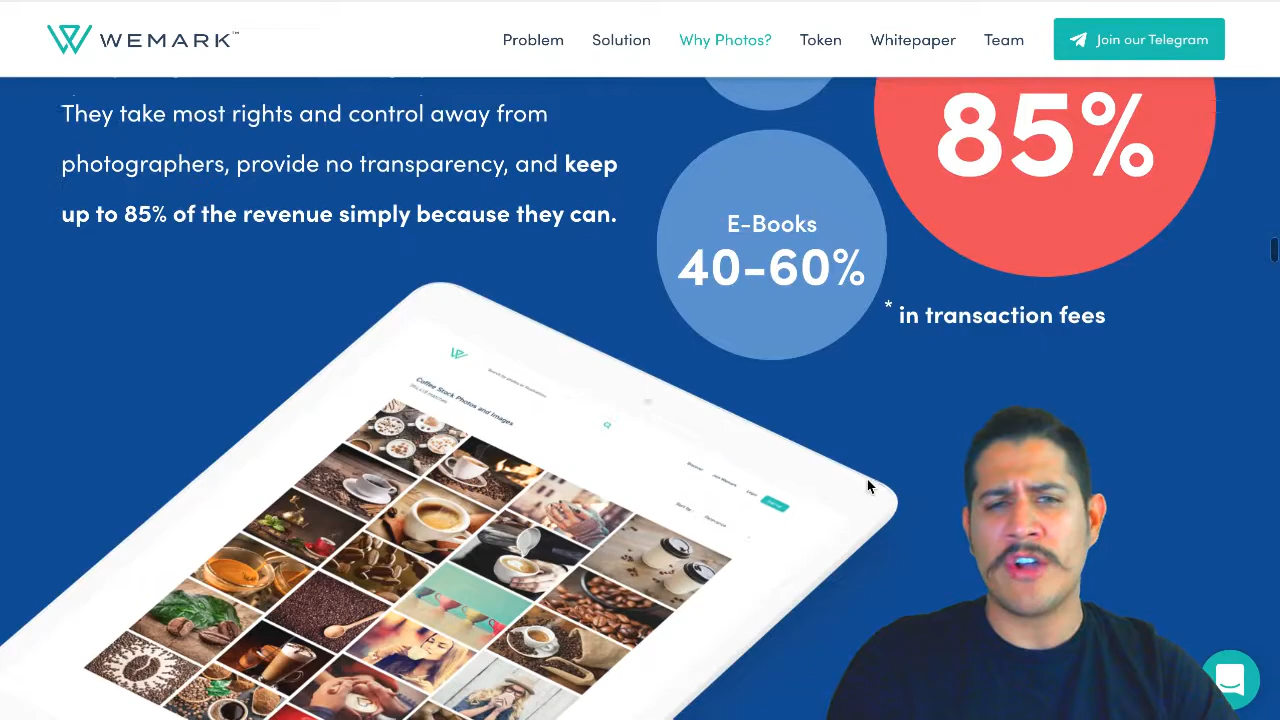 WEMARK™
Problem
Solution
Why Photos?
Token
Whitepaper
Team
Join our Telegram
They take most rights and control away from
photographers, provide no transparency, and keep
up to 85% of the revenue simply because they can.
85%
E-Books
40-60%
* in transaction fees
Coffee Stock Photos and Images